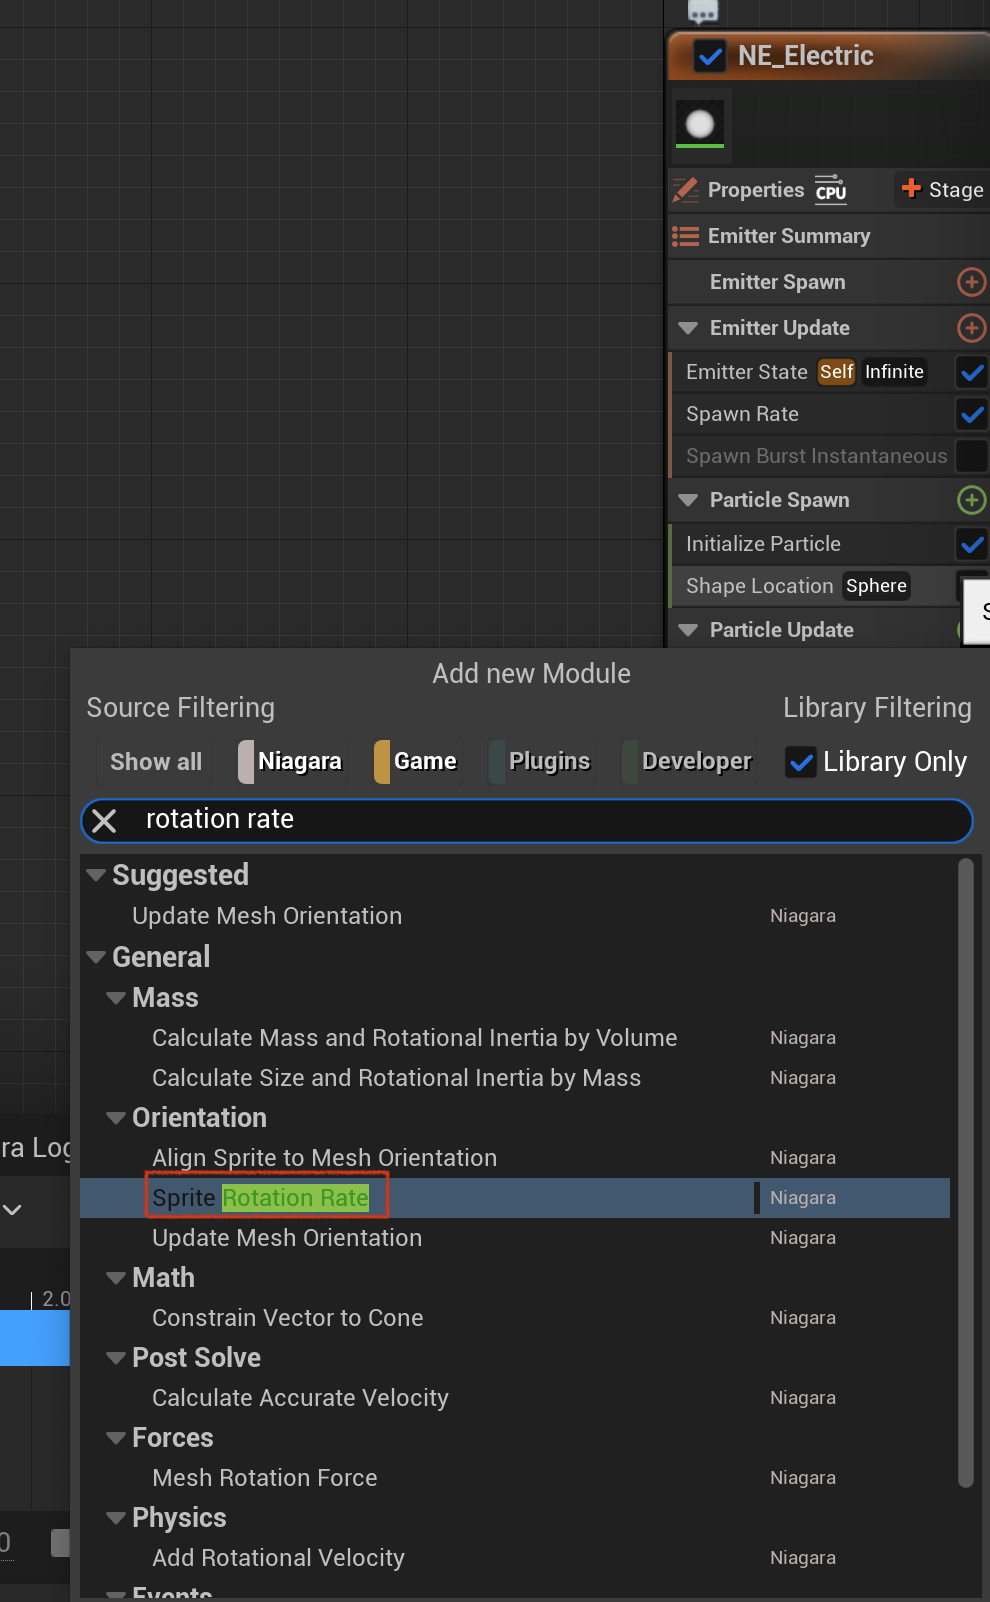 NE_Electric
Properties CPU Stage
Emitter Summary
Emitter Spawn
Emitter Update
Emitter State Self Infinite
Spawn Rate
Spawn Burst Instantaneous
Particle Spawn
Initialize Particle
Shape Location Sphere
Particle Update
Add new Module
Source Filtering Library Filtering
Show all Niagara Game Plugins Developer Library Only
rotation rate
Suggested
Update Mesh Orientation Niagara
General
Mass
Calculate Mass and Rotational Inertia by Volume Niagara
Calculate Size and Rotational Inertia by Mass Niagara
Orientation
ra Log
Align Sprite to Mesh Orientation Niagara
Sprite Rotation Rate Niagara
Update Mesh Orientation Niagara
Math
2.0
Constrain Vector to Cone Niagara
Post Solve
Calculate Accurate Velocity Niagara
Forces
Mesh Rotation Force Niagara
Physics
0
Add Rotational Velocity Niagara
Events